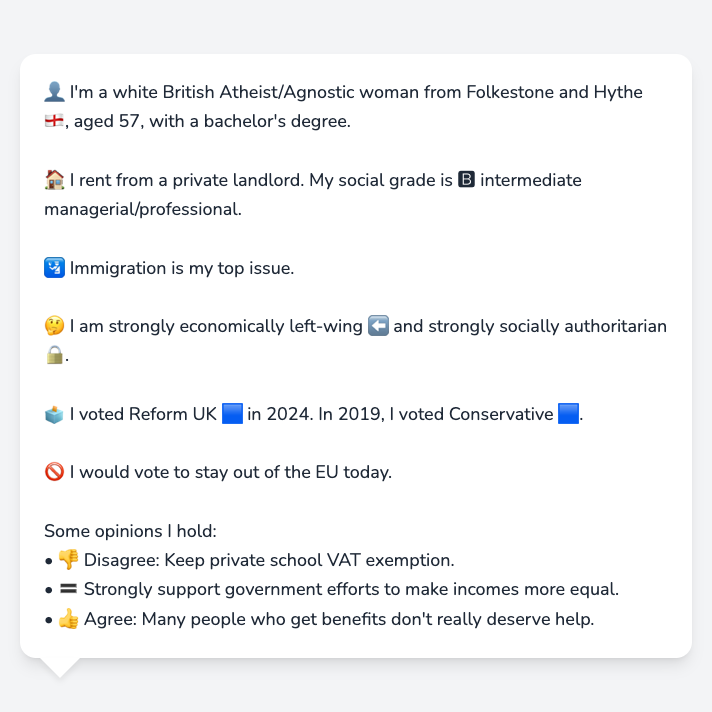 👤 I'm a white British Atheist/Agnostic woman from Folkestone and Hythe
🏴󠁧󠁢󠁥󠁮󠁧󠁿, aged 57, with a bachelor's degree.
🏠 I rent from a private landlord. My social grade is 🅱 intermediate
managerial/professional.
🛂 Immigration is my top issue.
🤔 I am strongly economically left-wing ⬅️ and strongly socially authoritarian
🔒.
🗳️ I voted Reform UK 🟦 in 2024. In 2019, I voted Conservative 🟦.
🚫 I would vote to stay out of the EU today.
Some opinions I hold:
• 👎 Disagree: Keep private school VAT exemption.
• 🟰 Strongly support government efforts to make incomes more equal.
• 👍 Agree: Many people who get benefits don't really deserve help.